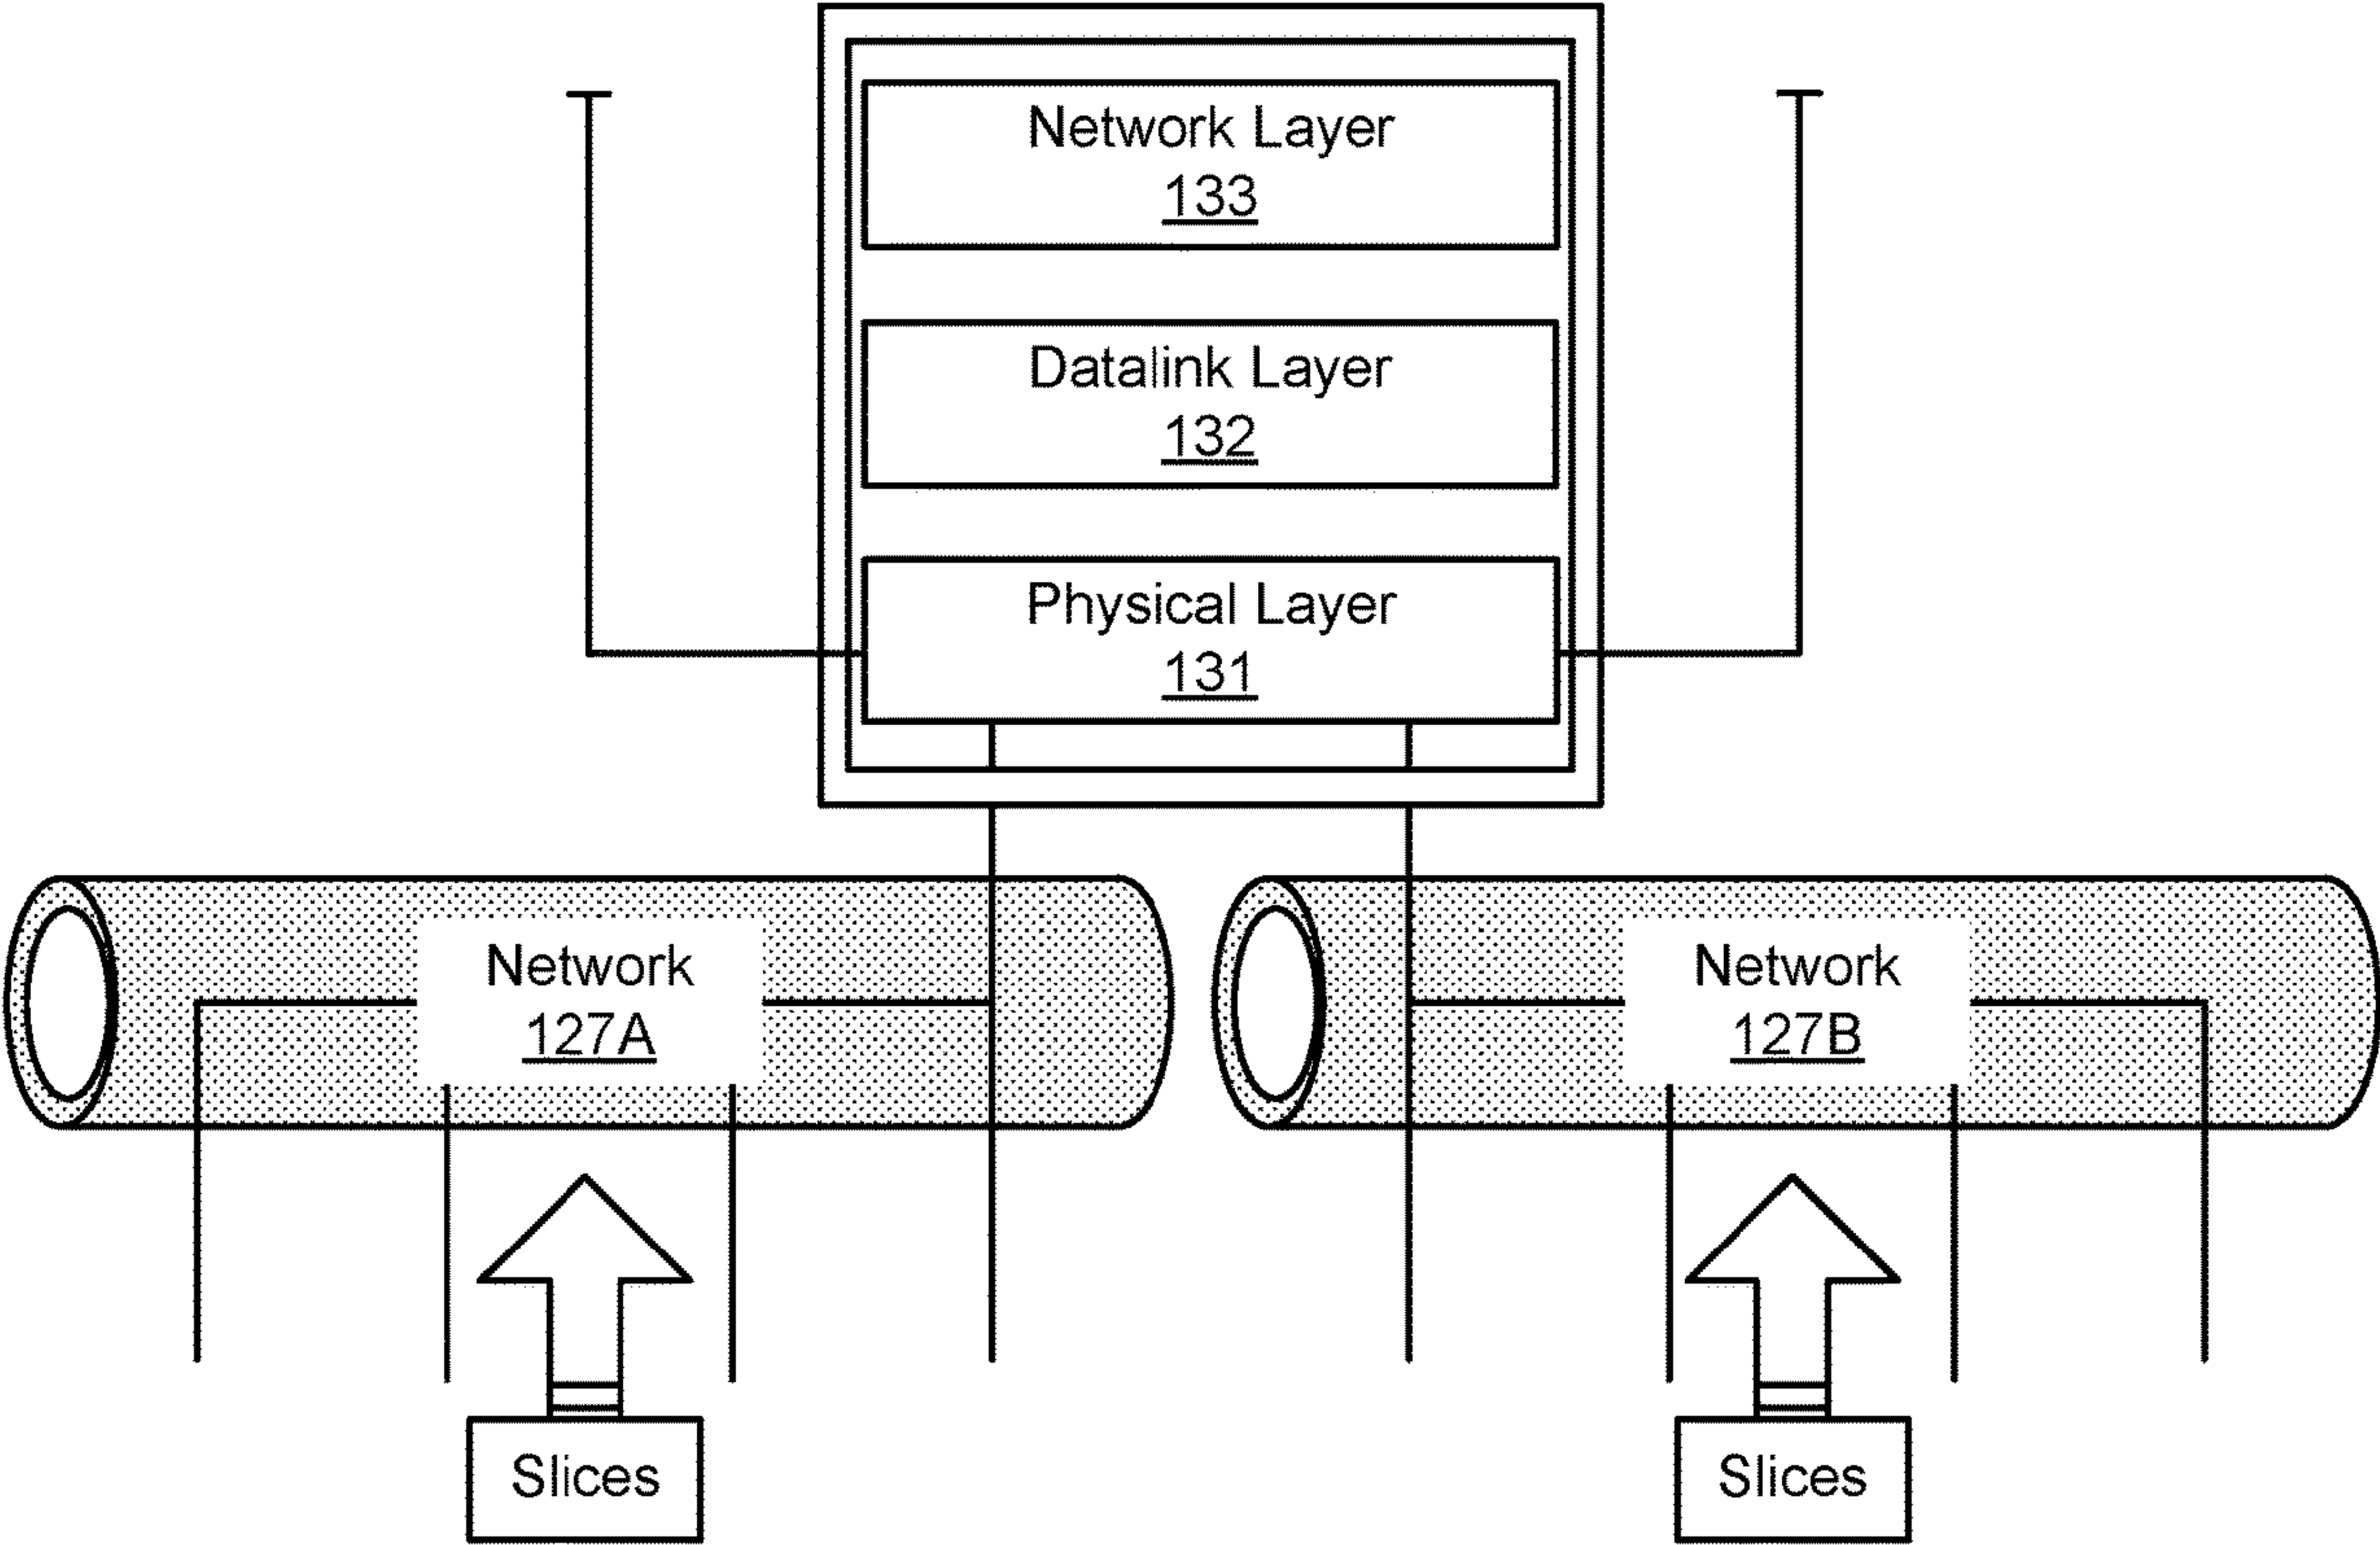 Network Layer
133
Datalink Layer
132
Physical Layer
131
Network
127A
Network
127B
Slices
Slices